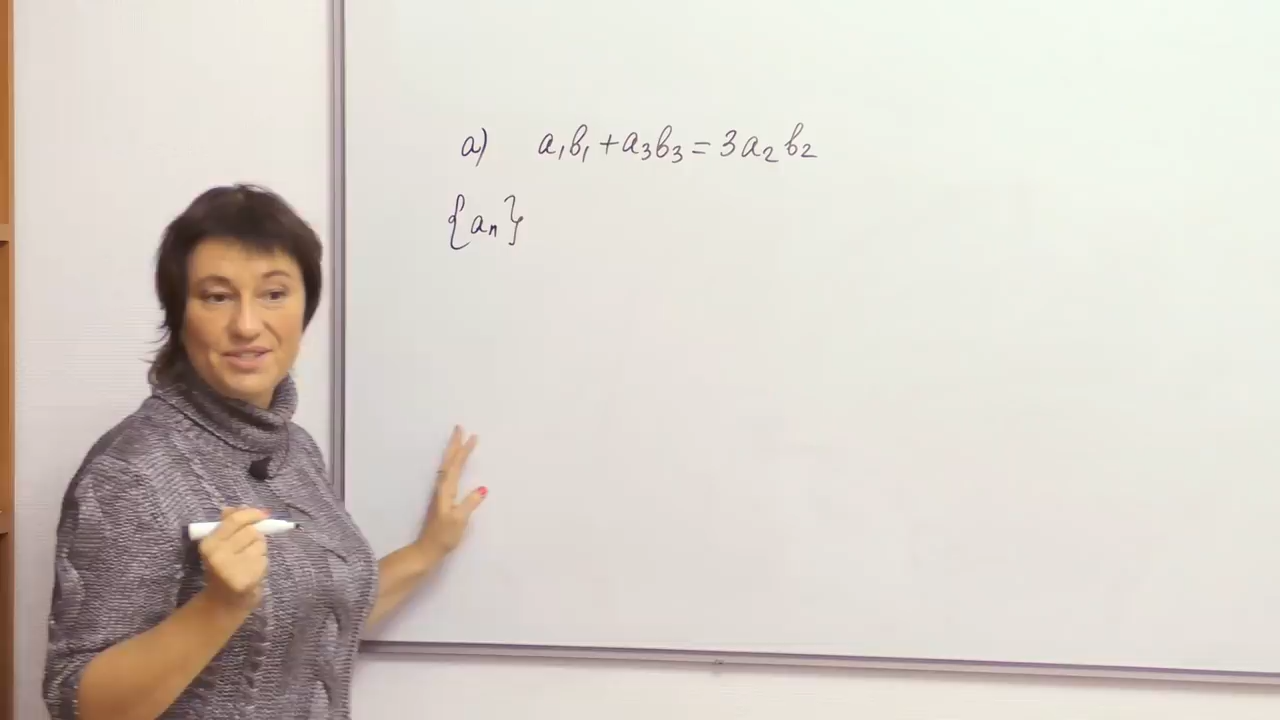 а) a₁b₁ + a₃b₃ = 3a₂b₂
{aₙ}